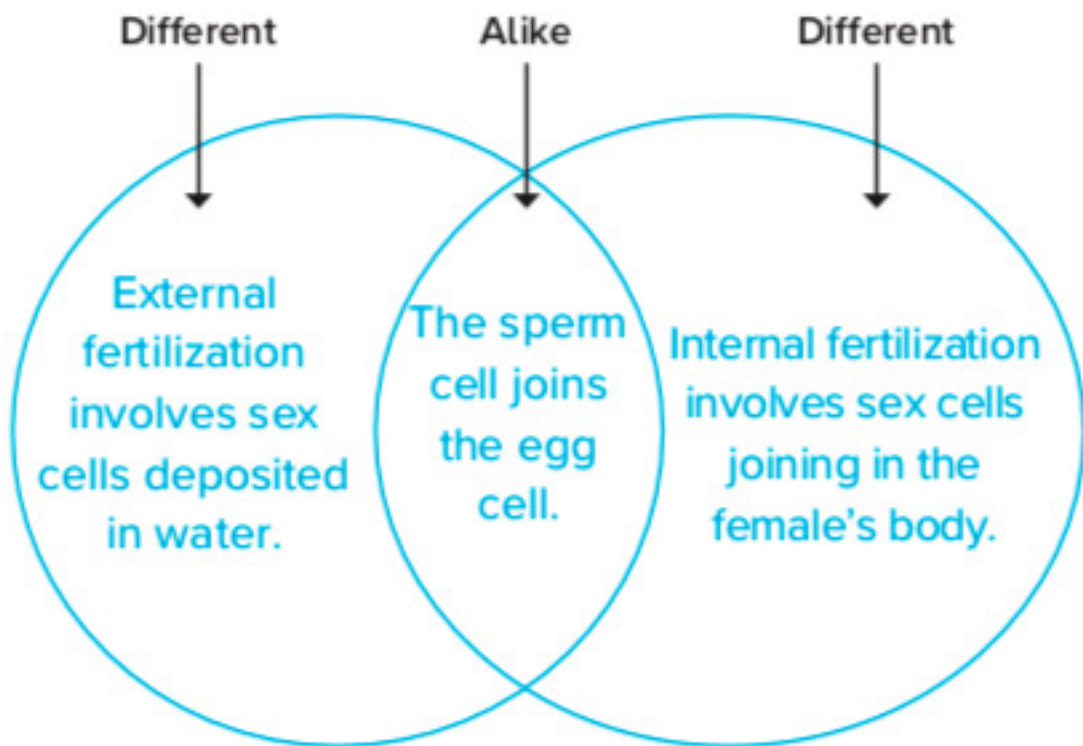 Different
Alike
Different
External
fertilization
involves sex
cells deposited
in water.
The sperm
cell joins
the egg
cell.
Internal fertilization
involves sex cells
joining in the
female's body.